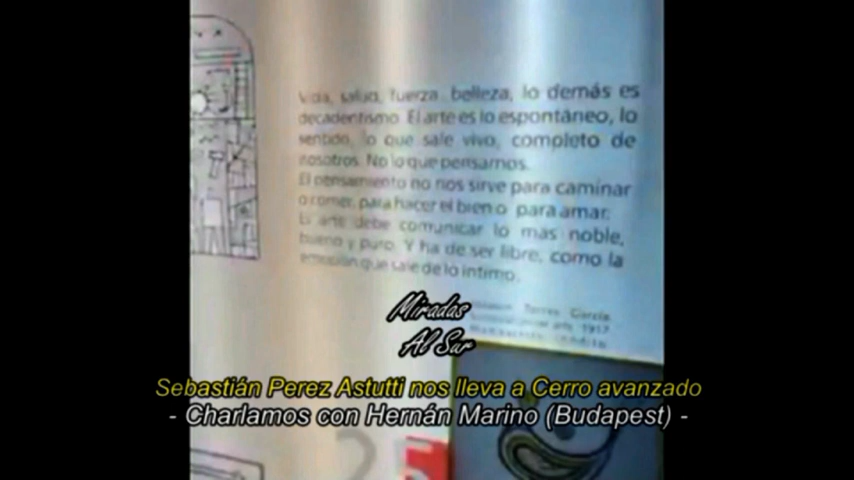 Vida, salud, fuerza belleza, lo demás es
decadentismo. El arte es lo espontáneo, lo
sentido, lo que sale vivo, completo de
nosotros. No lo que pensamos.
El pensamiento no nos sirve para caminar
o comer, para hacer el bien o para amar.
El arte debe comunicar lo mas noble,
bueno y puro. Y ha de ser libre, como la
emoción que sale de lo íntimo.
Torres García
1917
Miradas
Al Sur
Sebastián Perez Astutti nos lleva a Cerro avanzado
- Charlamos con Hernán Marino (Budapest) -